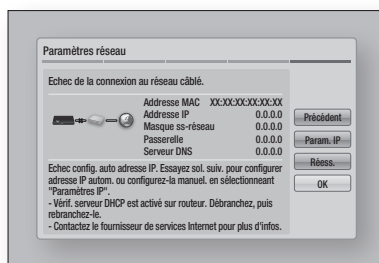 Paramètres réseau
Echec de la connexion au réseau câblé.
Addresse MAC XX:XX:XX:XX:XX:XX
Addresse IP 0.0.0.0
Masque ss-réseau 0.0.0.0
Passerelle 0.0.0.0
Serveur DNS 0.0.0.0
Précédent
Param. IP
Réess.
OK
Echec config. auto adresse IP. Essayez sol. suiv. pour configurer
adresse IP autom. ou configurez-la manuel. en sélectionneant
"Paramètres IP".
- Vérif. serveur DHCP est activé sur routeur. Débranchez, puis
rebranchez-le.
- Contactez le fournisseur de services Internet pour plus d'infos.